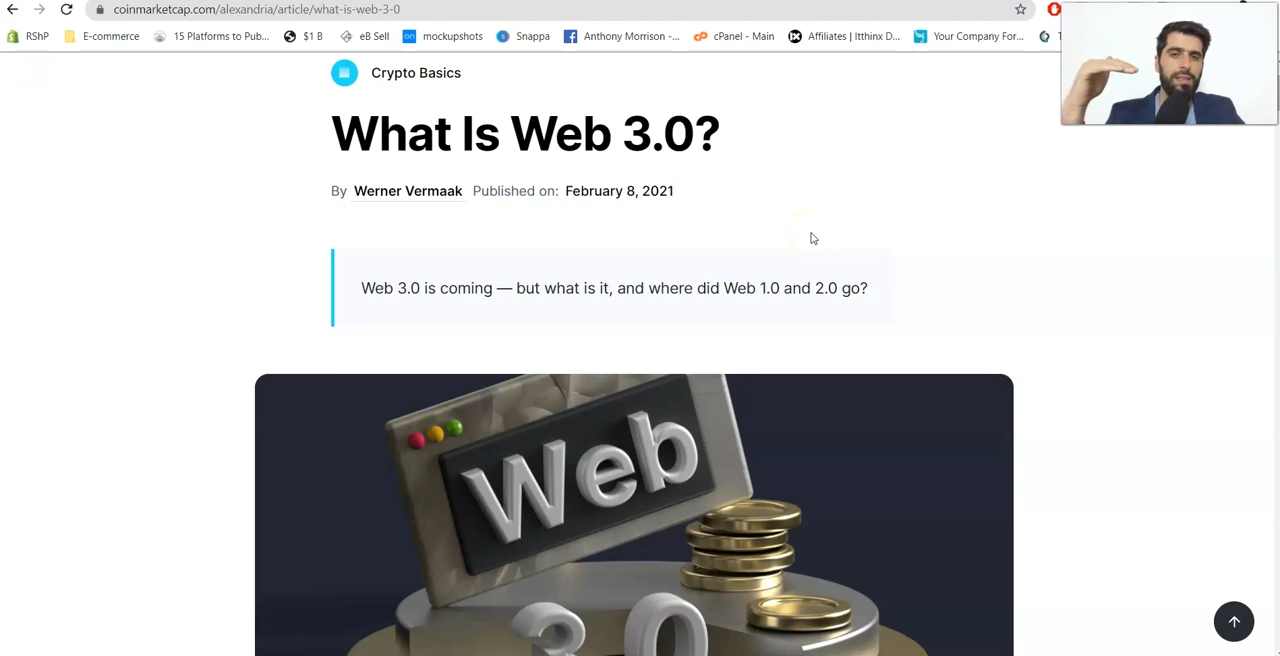 coinmarketcap.com/alexandria/article/what-is-web-3-0
RShP E-commerce 15 Platforms to Pub... $1 B eB Sell mockupshots Snappa Anthony Morrison -... cPanel - Main Affiliates | Itthinx D... Your Company For...
Crypto Basics
What Is Web 3.0?
By Werner Vermaak Published on: February 8, 2021
Web 3.0 is coming — but what is it, and where did Web 1.0 and 2.0 go?
Web
3.0